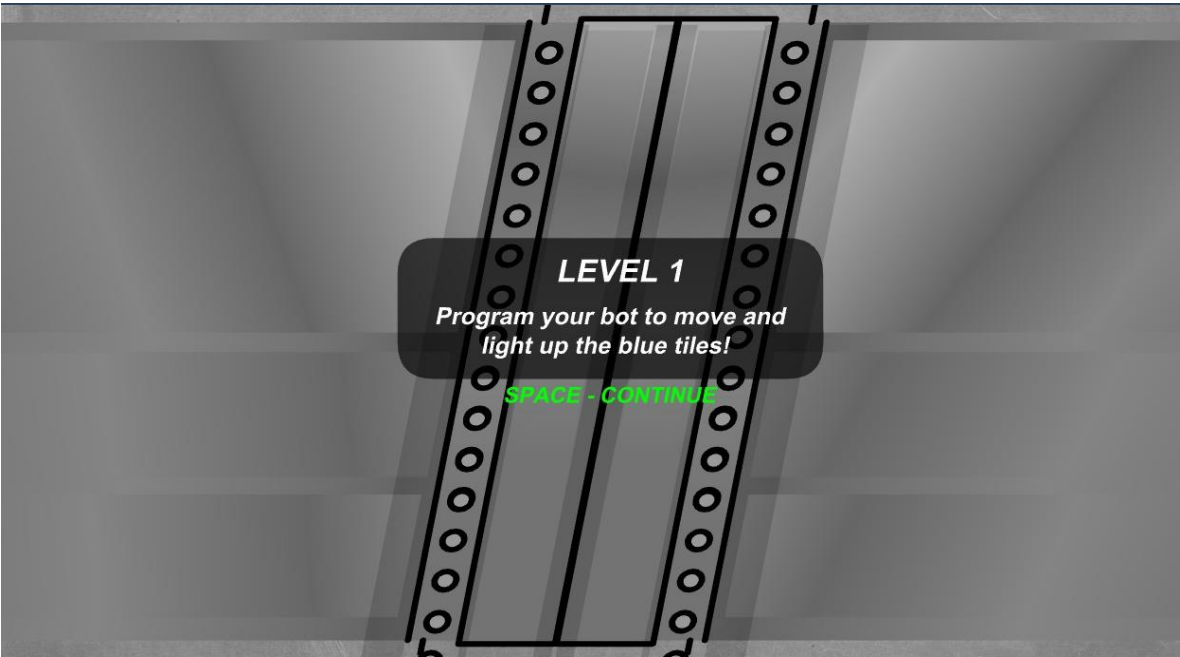 LEVEL 1
Program your bot to move and
light up the blue tiles!
SPACE - CONTINUE